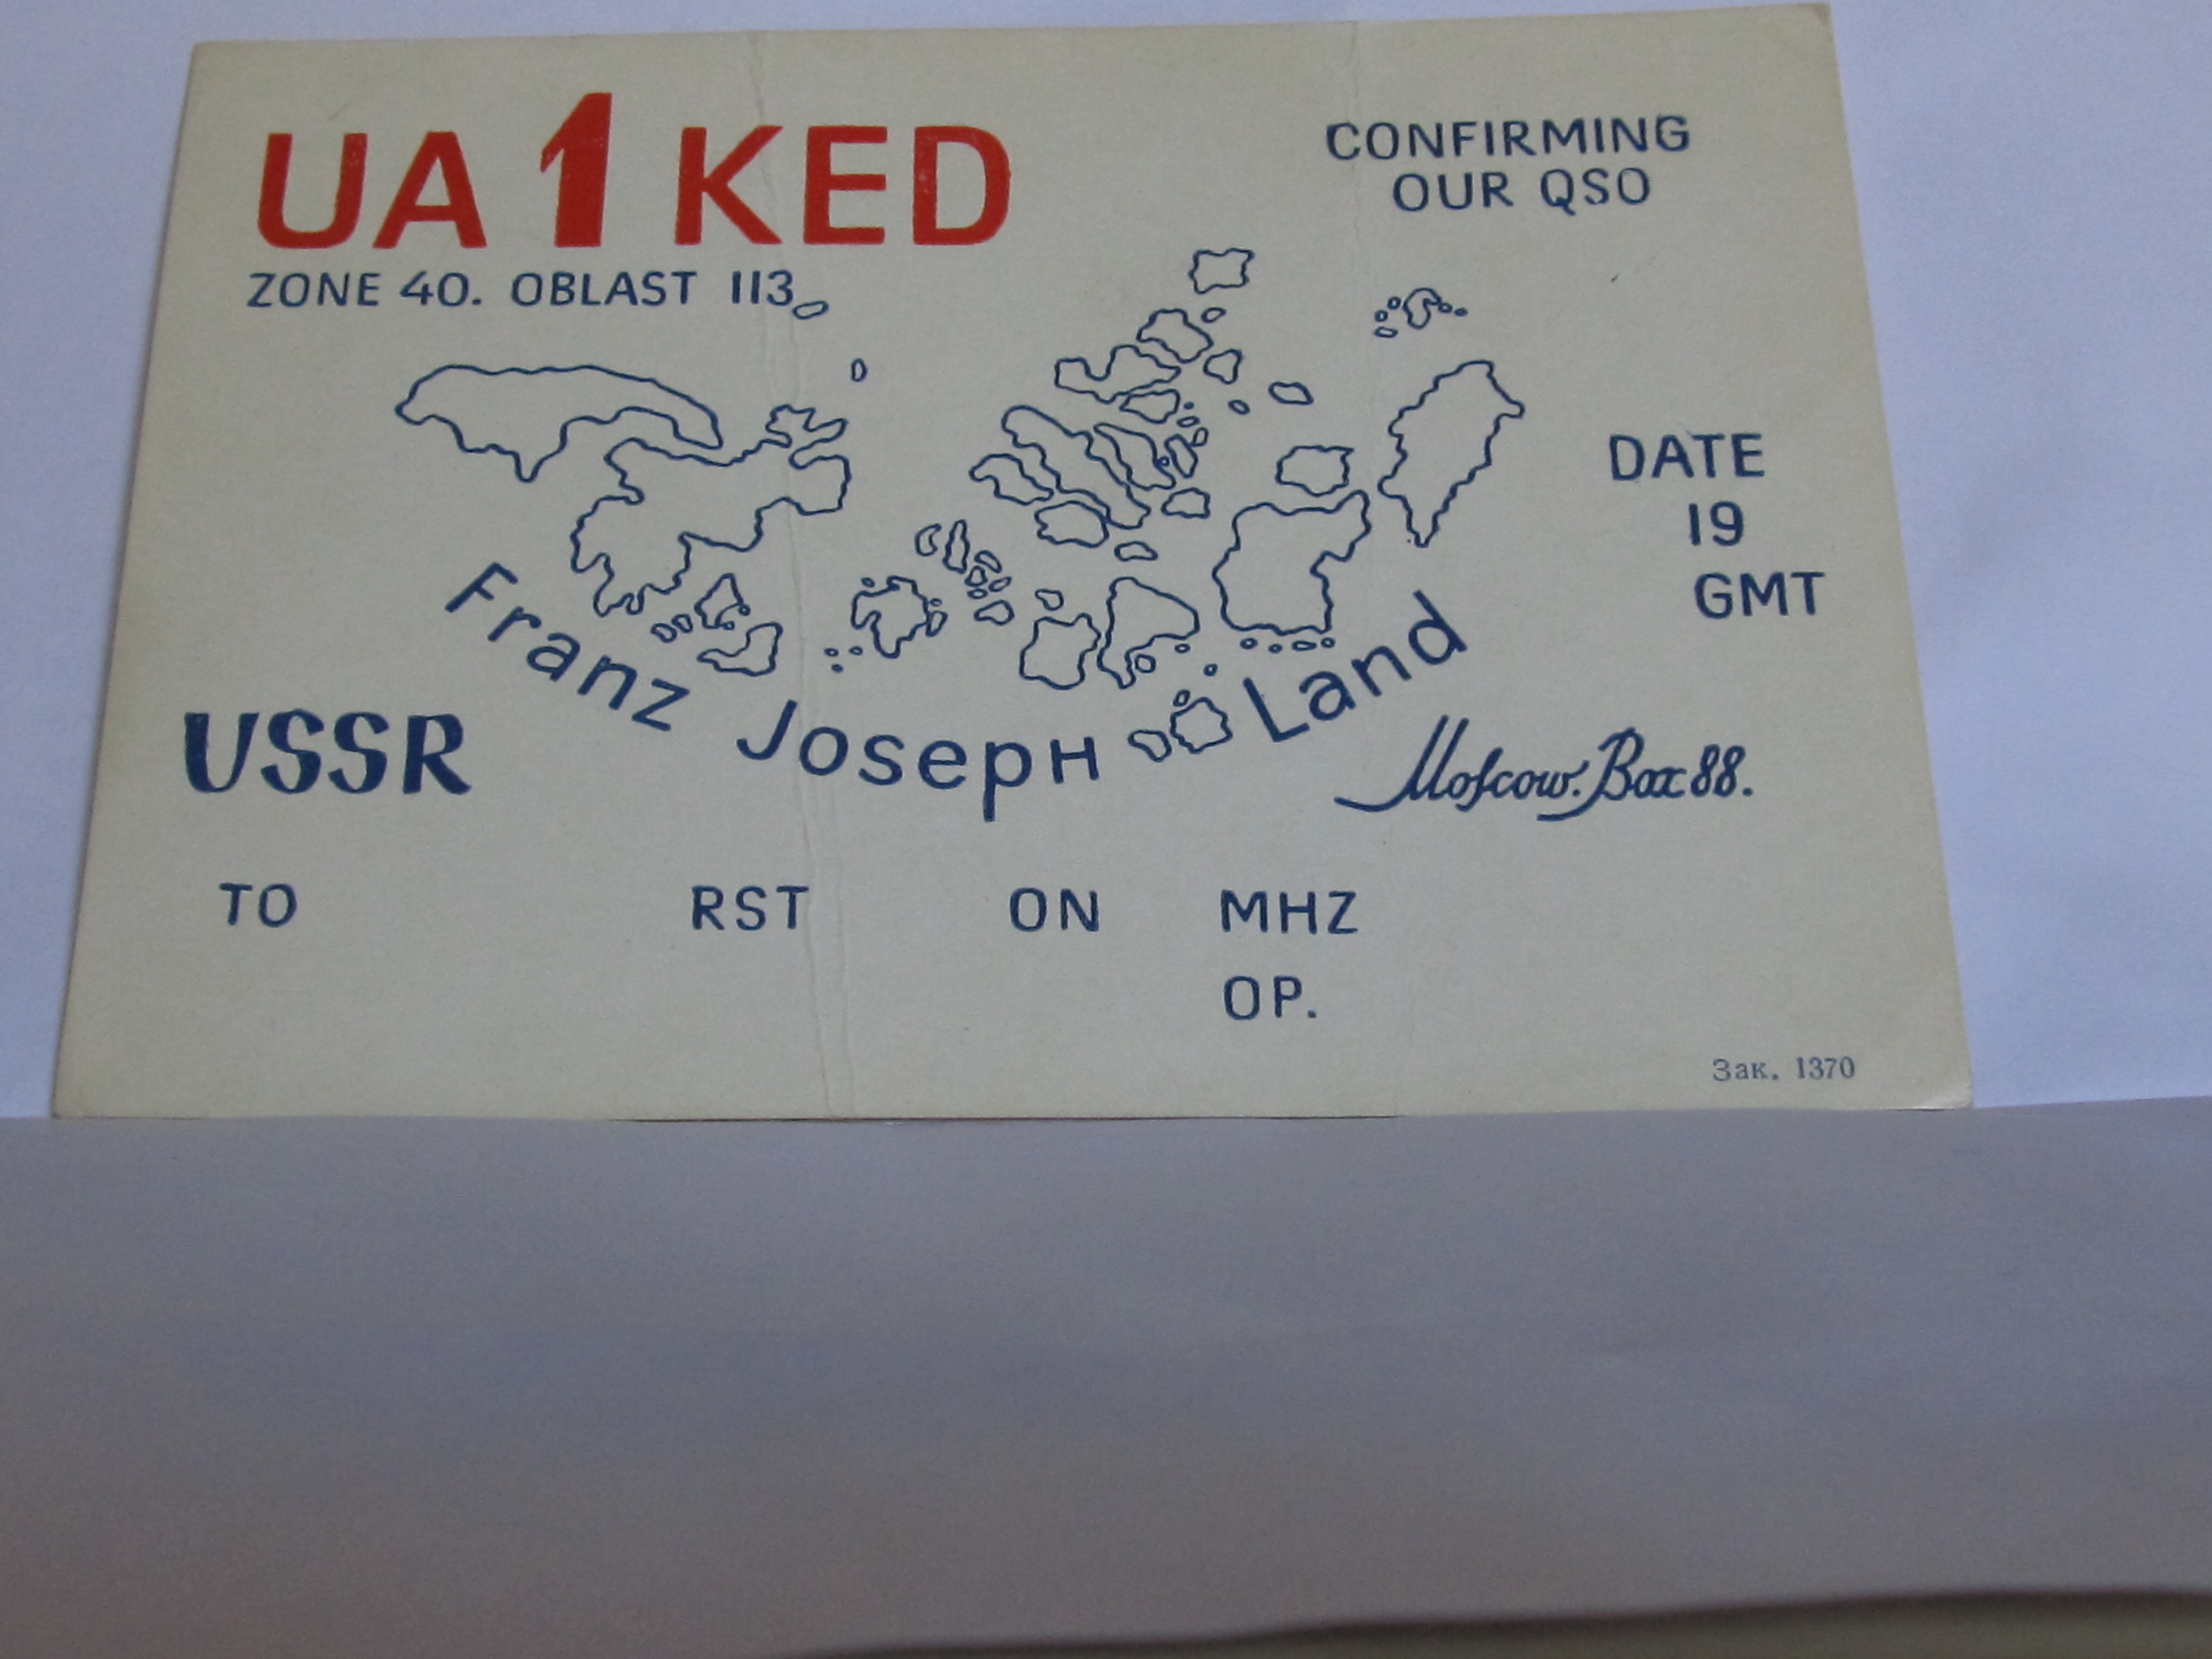 UA1KED
CONFIRMING
OUR QSO
ZONE 40. OBLAST 113
DATE
19
GMT
Franz Joseph Land
USSR
Moscow. Box 88.
TO RST ON MHZ
OP.
Зак. 1370